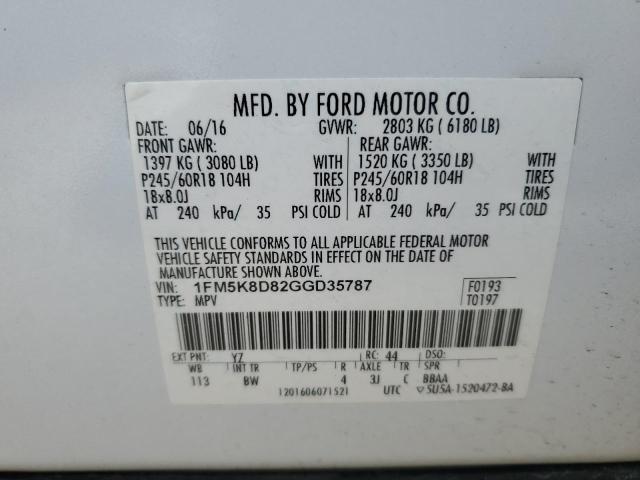 MFD. BY FORD MOTOR CO.
DATE: 06/16 GVWR: 2803 KG ( 6180 LB)
FRONT GAWR: REAR GAWR:
1397 KG ( 3080 LB) WITH 1520 KG ( 3350 LB) WITH
P245/60R18 104H TIRES P245/60R18 104H TIRES
18x8.0J RIMS 18x8.0J RIMS
AT 240 kPa/ 35 PSI COLD AT 240 kPa/ 35 PSI COLD
THIS VEHICLE CONFORMS TO ALL APPLICABLE FEDERAL MOTOR
VEHICLE SAFETY STANDARDS IN EFFECT ON THE DATE OF
MANUFACTURE SHOWN ABOVE.
VIN: 1FM5K8D82GGD35787 F0193
TYPE: MPV T0197
EXT PNT: YZ RC: 44 DSO:
WB INT TR TP/PS R AXLE TR SPR
113 BW 4 3J C BBAA
1201606071521 UTC 5U5A-1520472-BA